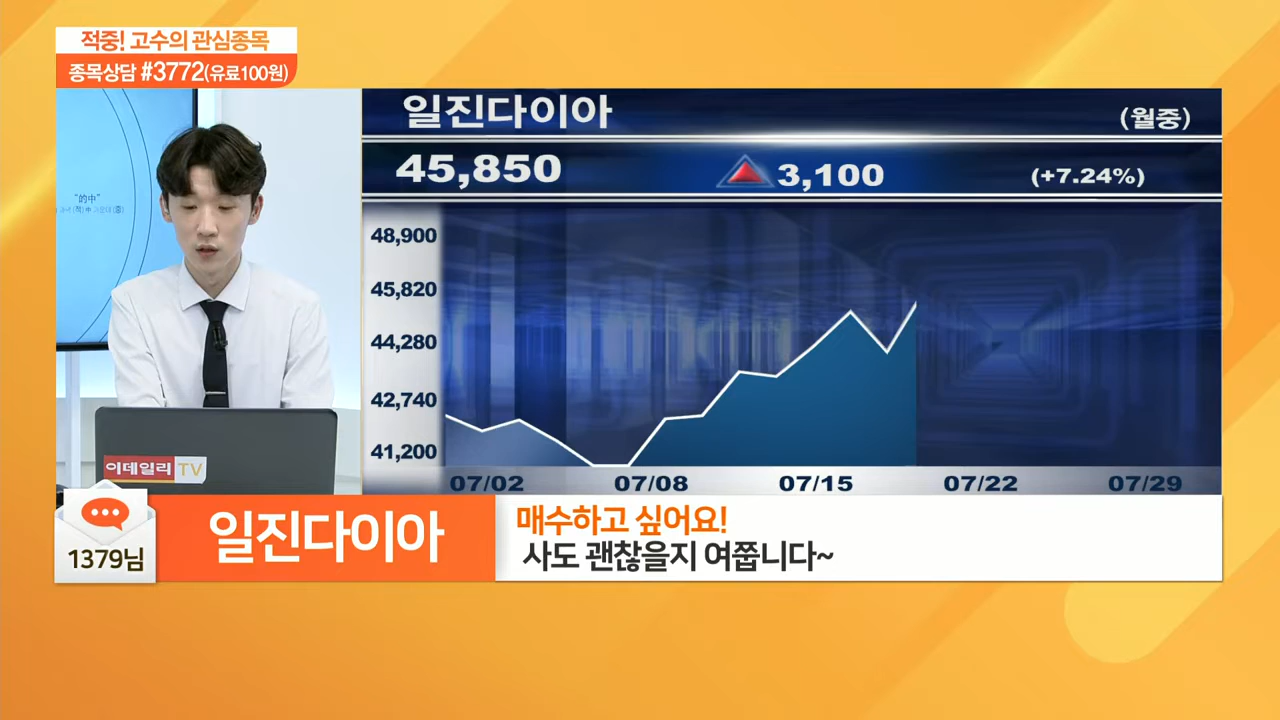 적중! 고수의 관심종목
종목상담 #3772(유료100원)
"的中"
일진다이아
(월중)
45,850
3,100
(+7.24%)
48,900
45,820
44,280
42,740
41,200
07/02
07/08
07/15
07/22
07/29
이데일리 TV
1379님
일진다이아
매수하고 싶어요!
사도 괜찮을지 여쭙니다~